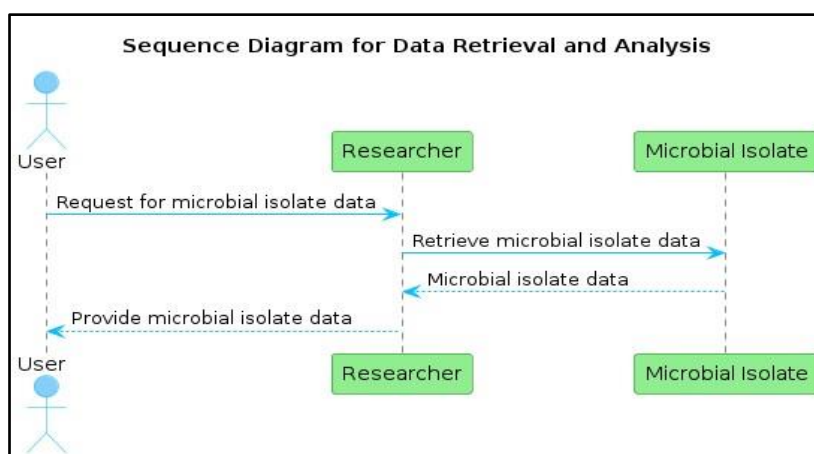 Sequence Diagram for Data Retrieval and Analysis
User
Researcher
Microbial Isolate
Request for microbial isolate data
Retrieve microbial isolate data
Microbial isolate data
Provide microbial isolate data
User
Researcher
Microbial Isolate